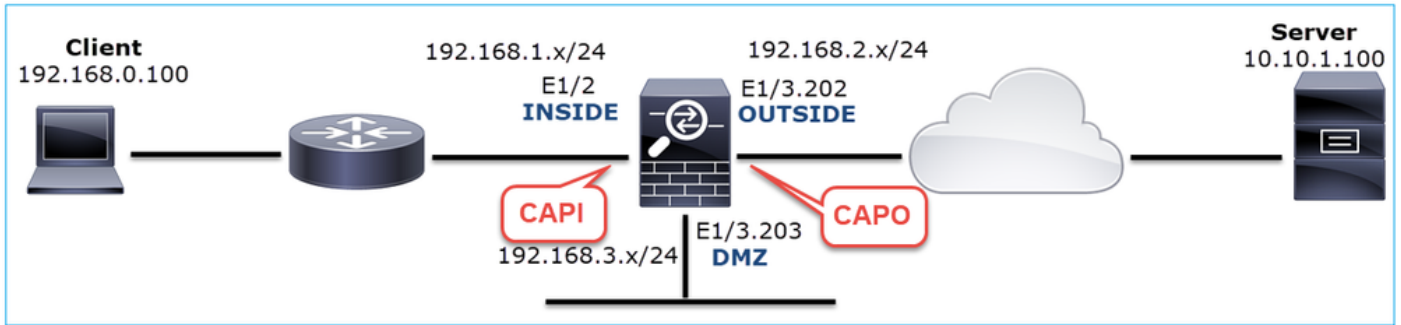 Client
192.168.0.100
192.168.1.x/24
E1/2
INSIDE
192.168.2.x/24
E1/3.202
OUTSIDE
Server
10.10.1.100
CAPI
CAPO
E1/3.203
192.168.3.x/24
DMZ